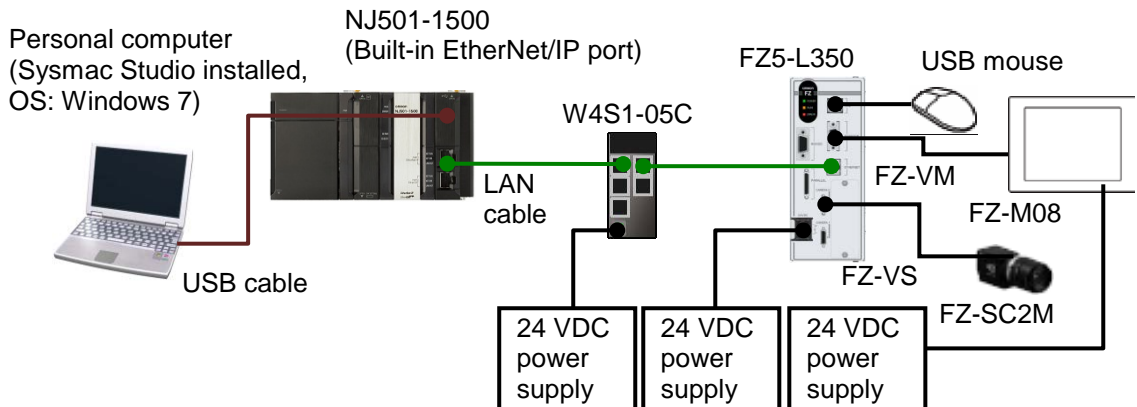 NJ501-1500
(Built-in EtherNet/IP port)
Personal computer
(Sysmac Studio installed,
OS: Windows 7)
FZ5-L350
USB mouse
W4S1-05C
LAN
cable
FZ-VM
FZ-M08
USB cable
FZ-VS
FZ-SC2M
24 VDC
power
supply
24 VDC
power
supply
24 VDC
power
supply